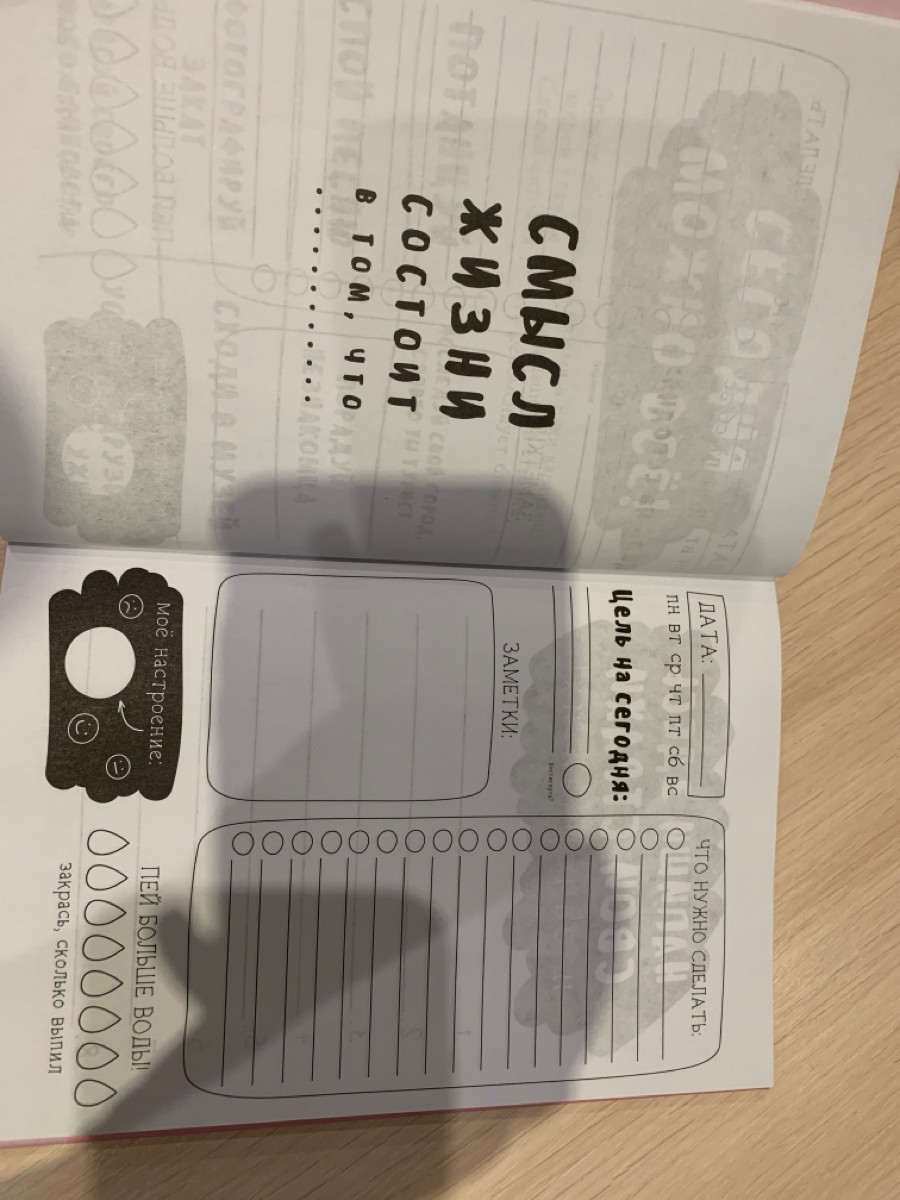 СМЫСЛ
ЖИЗНИ
СОСТОИТ
В ТОМ, ЧТО
............
ДАТА:
пн вт ср чт пт сб вс
Цель на сегодня:
достигнута?
ЗАМЕТКИ:
моё настроение:
ЧТО НУЖНО СДЕЛАТЬ:
ПЕЙ БОЛЬШЕ ВОДЫ!
закрась, сколько выпил